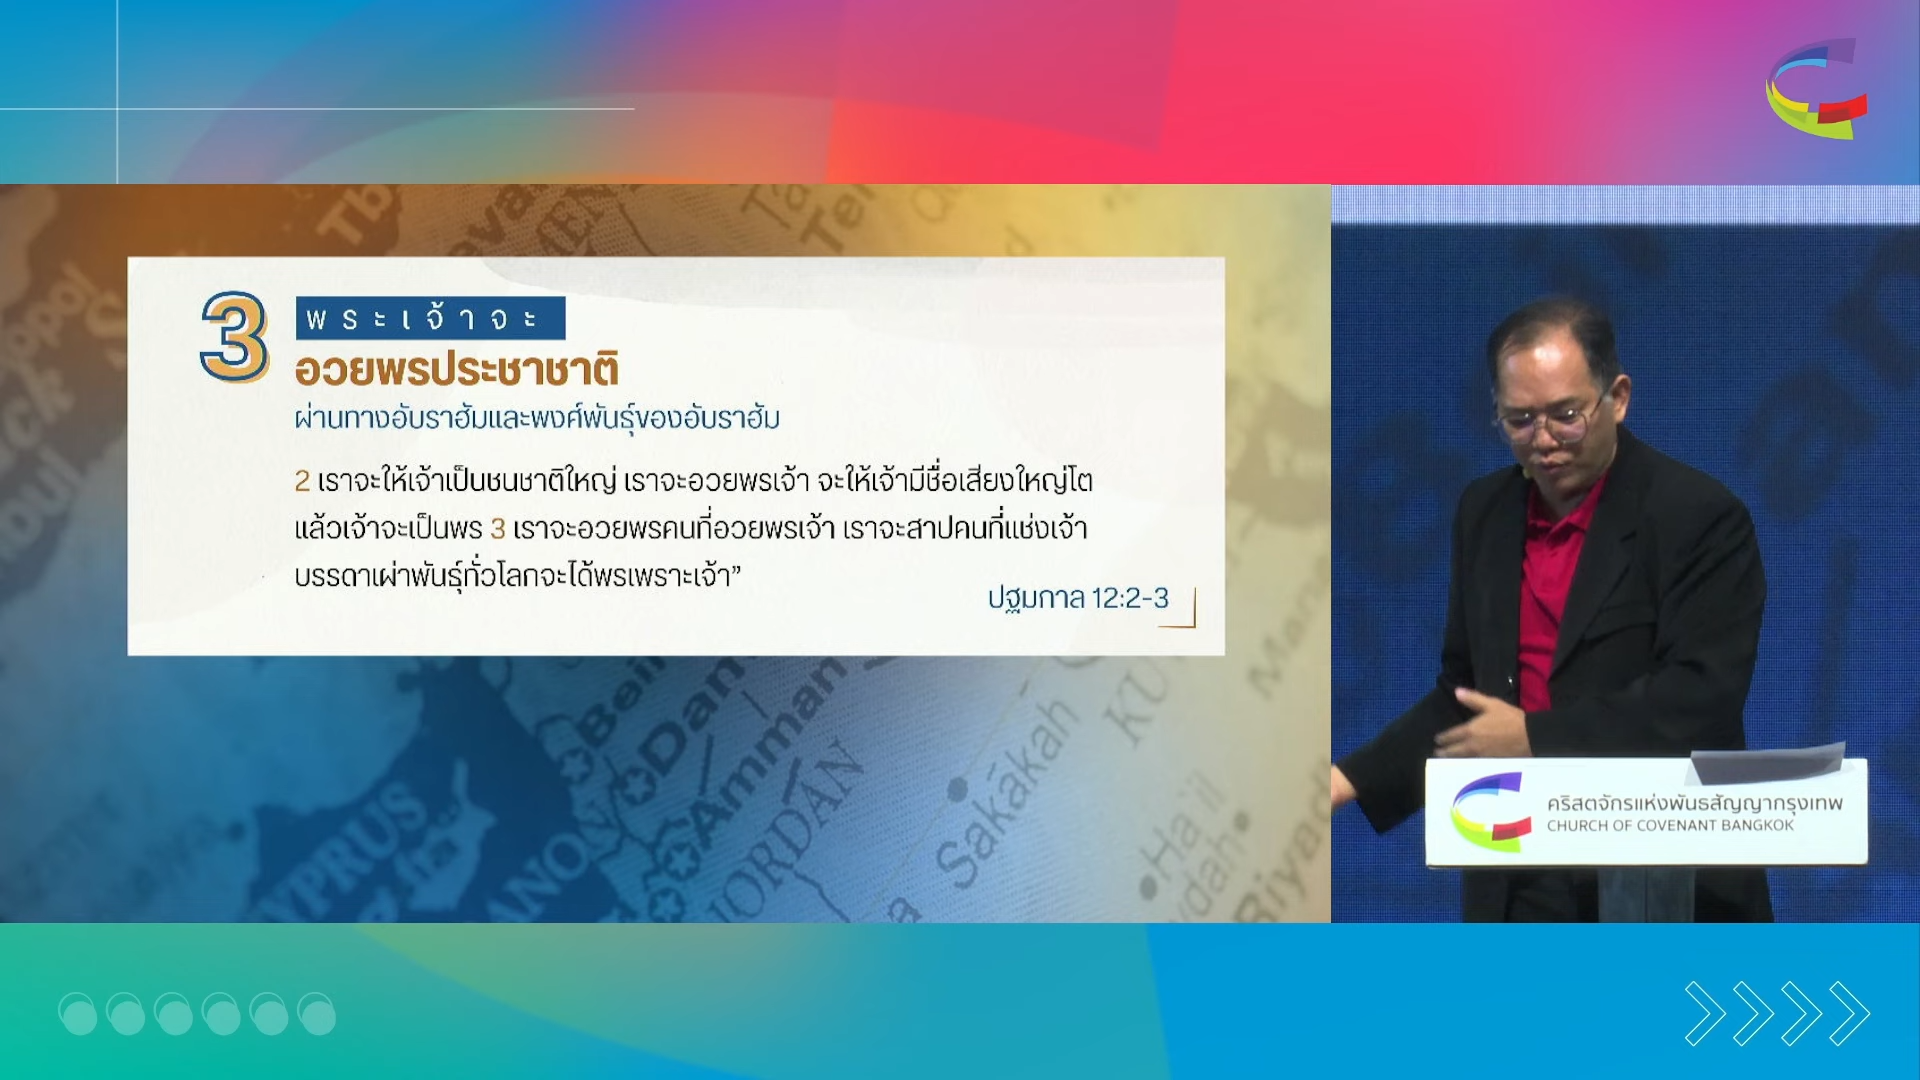 3
พระเจ้าจะ
อวยพรประชาชาติ
ผ่านทางอับราฮัมและพงศ์พันธุ์ของอับราฮัม
2 เราจะให้เจ้าเป็นชนชาติใหญ่ เราจะอวยพรเจ้า จะให้เจ้ามีชื่อเสียงใหญ่โต
แล้วเจ้าจะเป็นพร 3 เราจะอวยพรคนที่อวยพรเจ้า เราจะสาปคนที่แช่งเจ้า
บรรดาเผ่าพันธุ์ทั่วโลกจะได้พรเพราะเจ้า”
ปฐมกาล 12:2-3
Amman
JORDAN
CYPRUS
Sakakah
Ha'il
Riyad
คริสตจักรแห่งพันธสัญญากรุงเทพ
CHURCH OF COVENANT BANGKOK